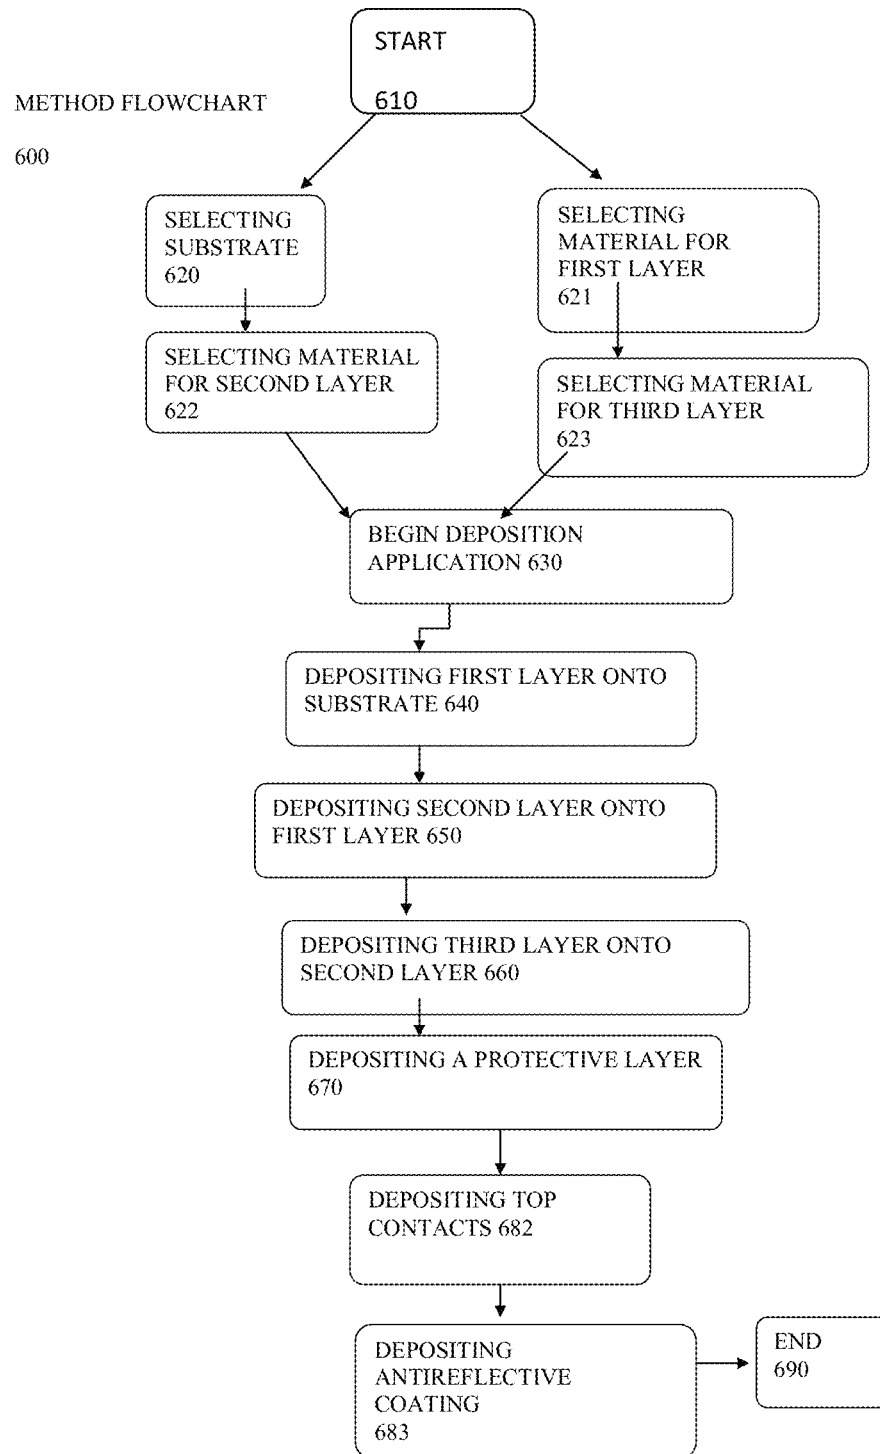 START
610
METHOD FLOWCHART
600
SELECTING
SUBSTRATE
620
SELECTING
MATERIAL FOR
FIRST LAYER
621
SELECTING MATERIAL
FOR SECOND LAYER
622
SELECTING MATERIAL
FOR THIRD LAYER
623
BEGIN DEPOSITION
APPLICATION 630
DEPOSITING FIRST LAYER ONTO
SUBSTRATE 640
DEPOSITING SECOND LAYER ONTO
FIRST LAYER 650
DEPOSITING THIRD LAYER ONTO
SECOND LAYER 660
DEPOSITING A PROTECTIVE LAYER
670
DEPOSITING TOP
CONTACTS 682
DEPOSITING
ANTIREFLECTIVE
COATING
683
END
690